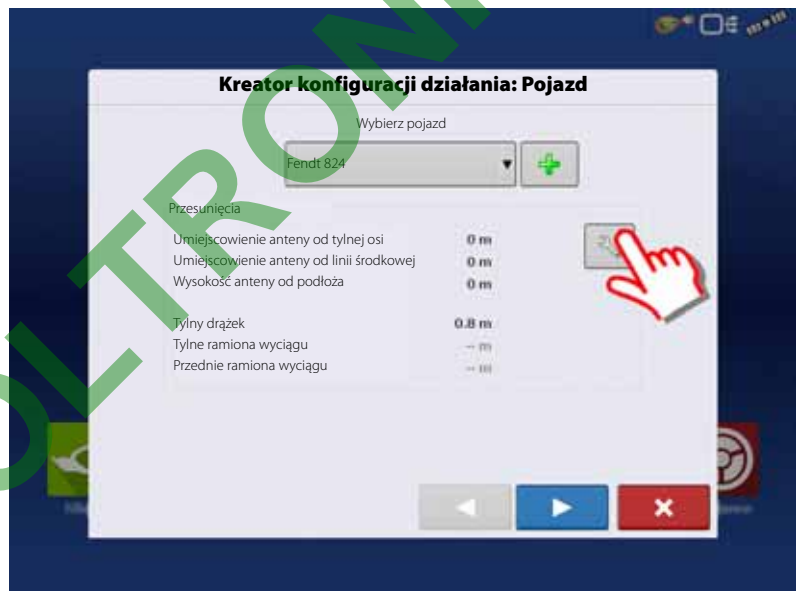 Kreator konfiguracji działania: Pojazd
Wybierz pojazd
Fendt 824
Przesunięcia
Umiejscowienie anteny od tylnej osi 0 m
Umiejscowienie anteny od linii środkowej 0 m
Wysokość anteny od podłoża 0 m
Tylny drążek 0.8 m
Tylne ramiona wyciągu -- m
Przednie ramiona wyciągu -- m
OLTRONI